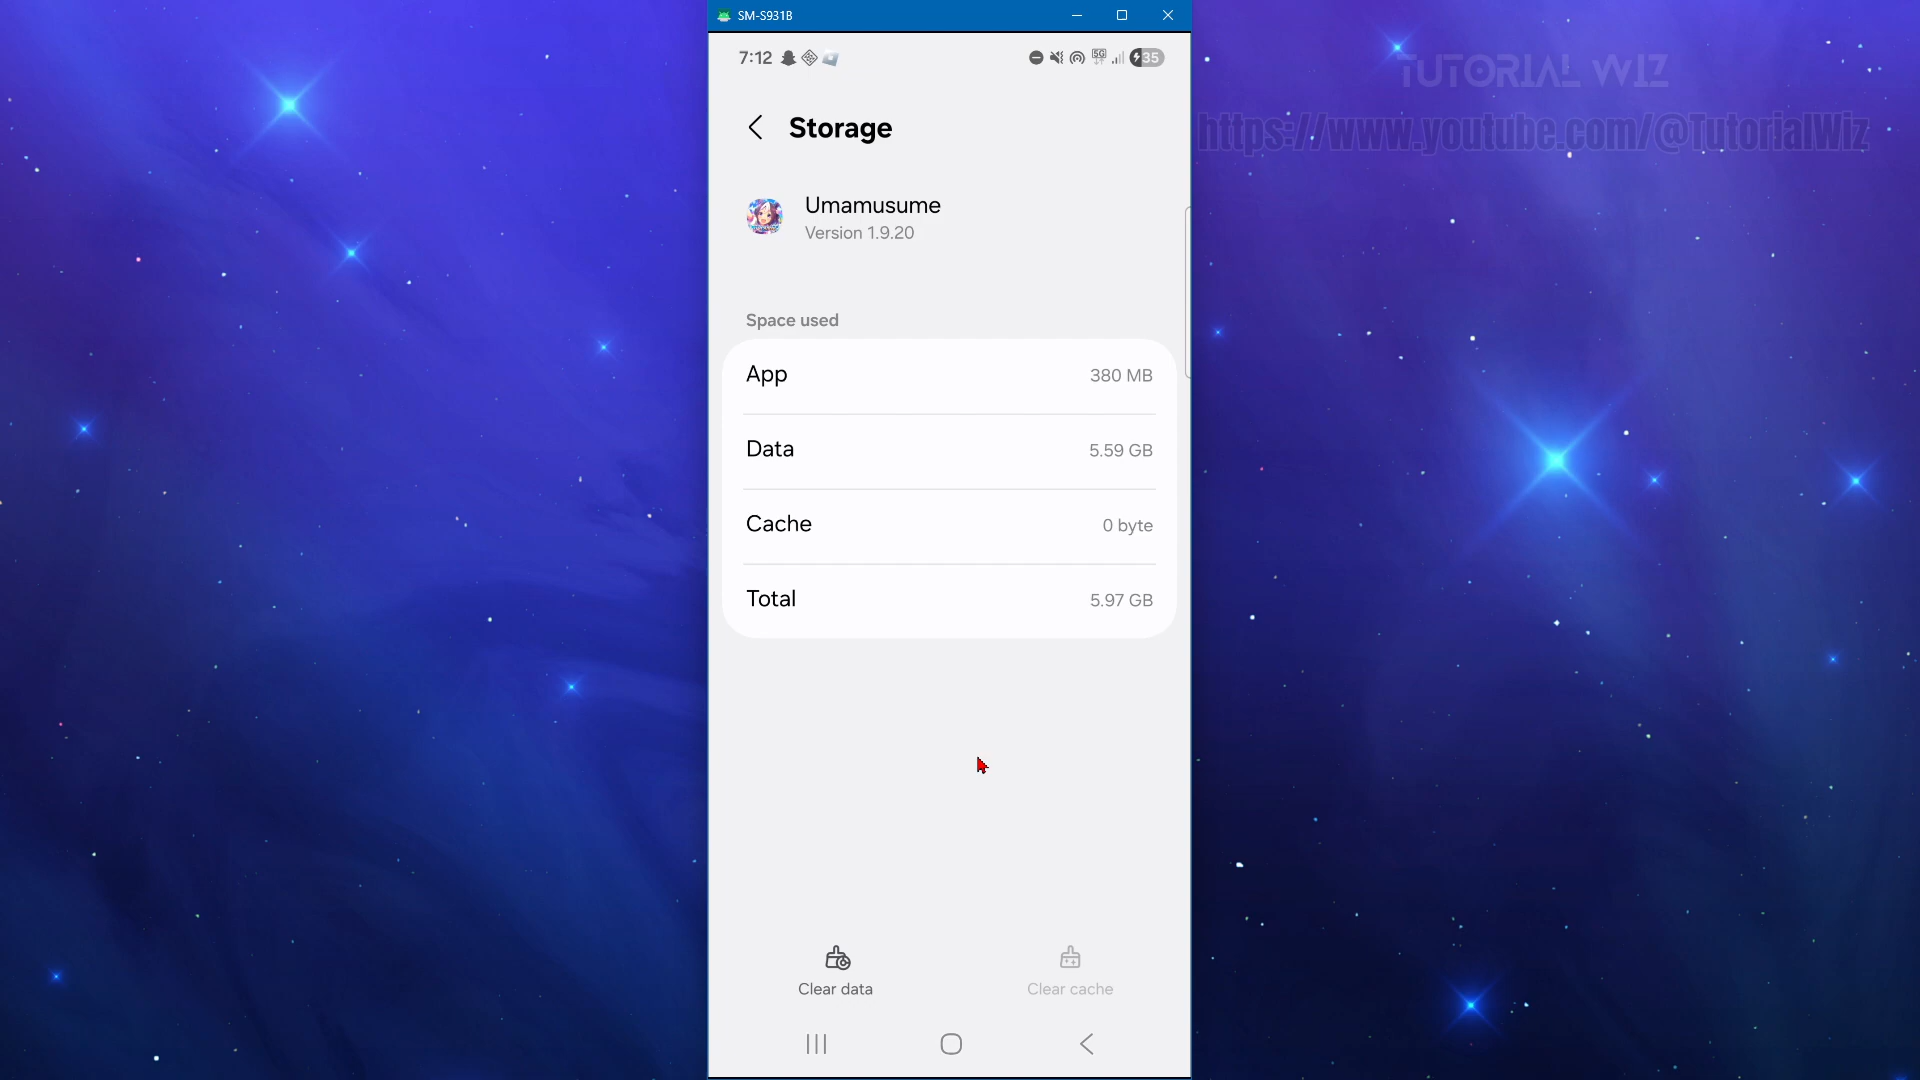 SM-S931B
7:12
5G
35
Storage
Umamusume
Version 1.9.20
Space used
App
380 MB
Data
5.59 GB
Cache
0 byte
Total
5.97 GB
Clear data
Clear cache
TUTORIAL WIZ
https://www.youtube.com/@TutorialWiz